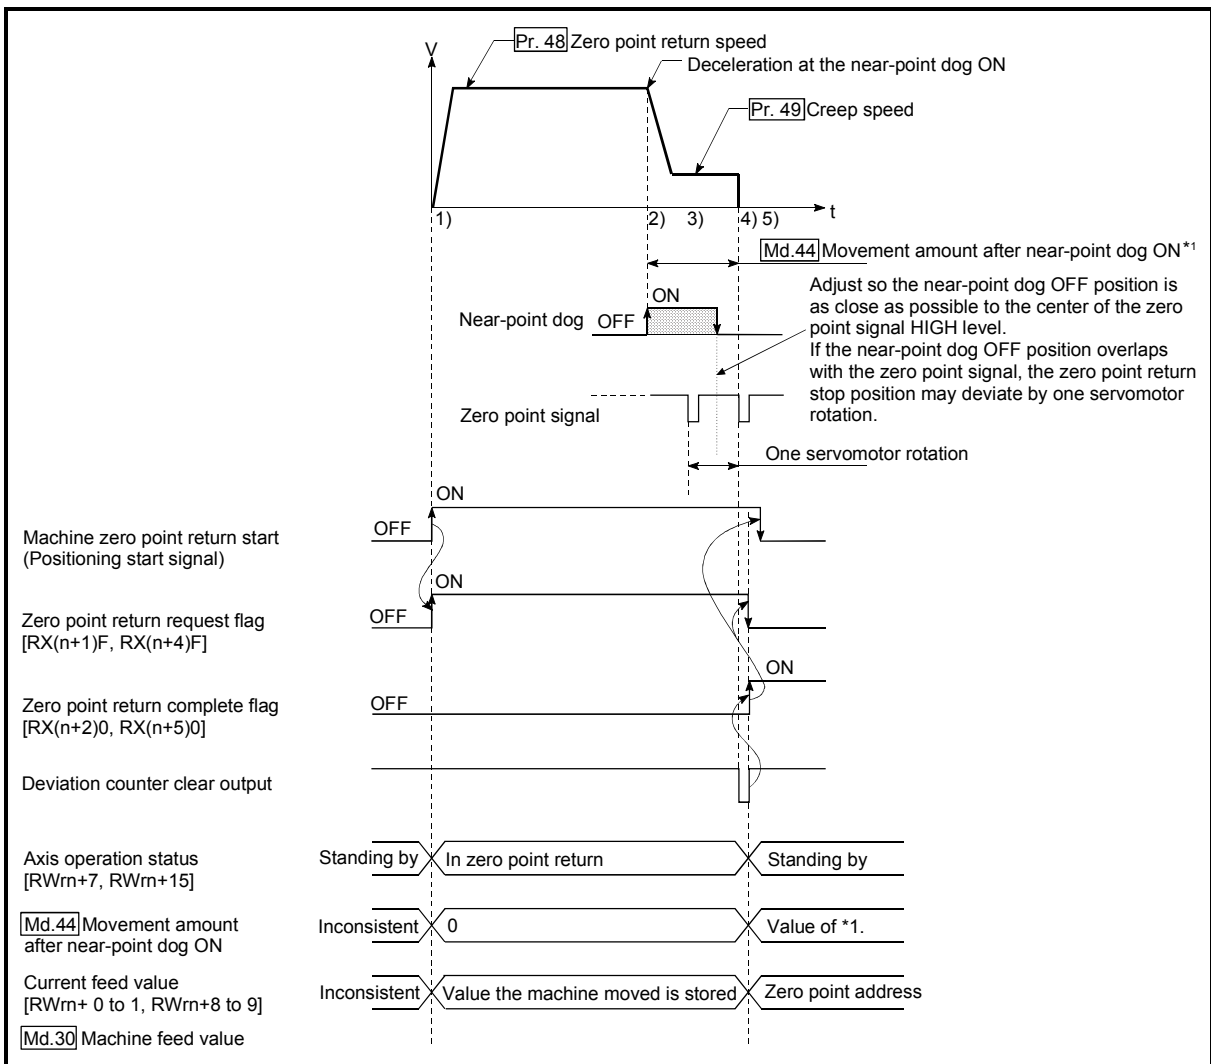 Pr. 48 Zero point return speed
V
Deceleration at the near-point dog ON
Pr. 49 Creep speed
t
1) 2) 3) 4) 5)
Md.44 Movement amount after near-point dog ON*1
Adjust so the near-point dog OFF position is
as close as possible to the center of the zero
point signal HIGH level.
If the near-point dog OFF position overlaps
with the zero point signal, the zero point return
stop position may deviate by one servomotor
rotation.
ON
Near-point dog OFF
Zero point signal
One servomotor rotation
ON
OFF
Machine zero point return start
(Positioning start signal)
ON
OFF
Zero point return request flag
[RX(n+1)F, RX(n+4)F]
ON
OFF
Zero point return complete flag
[RX(n+2)0, RX(n+5)0]
Deviation counter clear output
Axis operation status
[RWrn+7, RWrn+15]
Standing by In zero point return Standing by
Md.44 Movement amount
after near-point dog ON
Inconsistent 0 Value of *1.
Current feed value
[RWrn+ 0 to 1, RWrn+8 to 9]
Inconsistent Value the machine moved is stored Zero point address
Md.30 Machine feed value